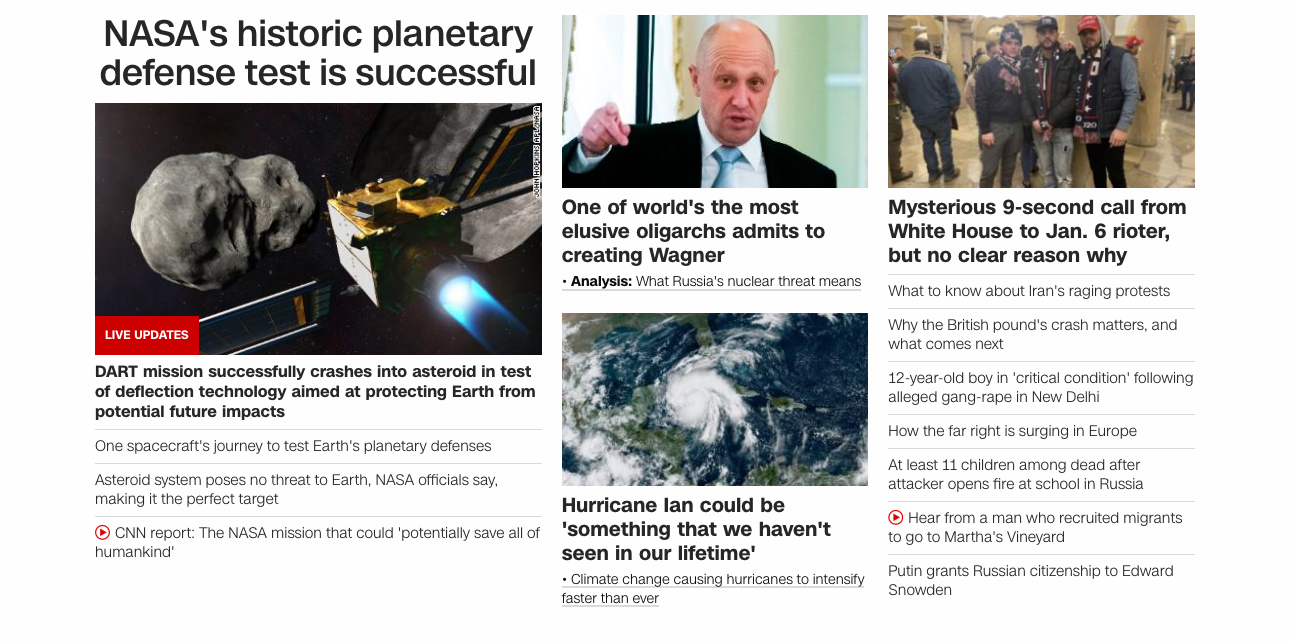 NASA's historic planetary
defense test is successful
JOHN HOPKINS APL/NASA
LIVE UPDATES
DART mission successfully crashes into asteroid in test
of deflection technology aimed at protecting Earth from
potential future impacts
One spacecraft's journey to test Earth's planetary defenses
Asteroid system poses no threat to Earth, NASA officials say,
making it the perfect target
CNN report: The NASA mission that could 'potentially save all of
humankind'
One of world's the most
elusive oligarchs admits to
creating Wagner
• Analysis: What Russia's nuclear threat means
Hurricane Ian could be
'something that we haven't
seen in our lifetime'
• Climate change causing hurricanes to intensify
faster than ever
Mysterious 9-second call from
White House to Jan. 6 rioter,
but no clear reason why
What to know about Iran's raging protests
Why the British pound's crash matters, and
what comes next
12-year-old boy in 'critical condition' following
alleged gang-rape in New Delhi
How the far right is surging in Europe
At least 11 children among dead after
attacker opens fire at school in Russia
Hear from a man who recruited migrants
to go to Martha's Vineyard
Putin grants Russian citizenship to Edward
Snowden